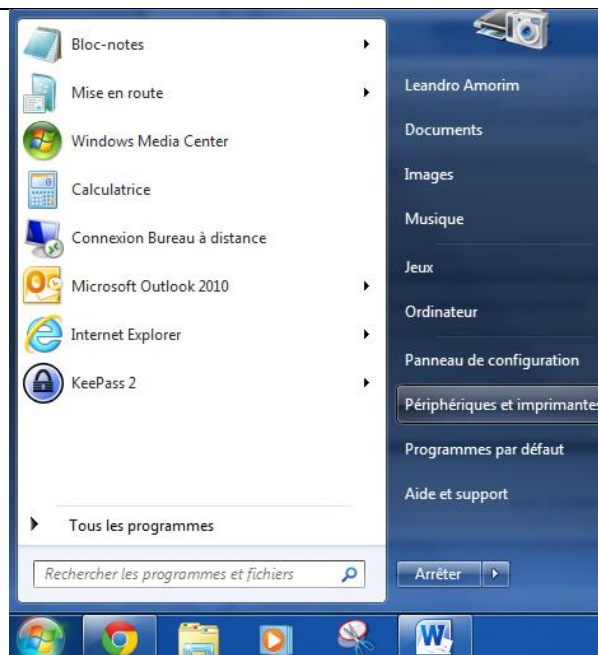 Bloc-notes
Mise en route
Windows Media Center
Calculatrice
Connexion Bureau à distance
Microsoft Outlook 2010
Internet Explorer
KeePass 2
Tous les programmes
Rechercher les programmes et fichiers
Leandro Amorim
Documents
Images
Musique
Jeux
Ordinateur
Panneau de configuration
Périphériques et imprimantes
Programmes par défaut
Aide et support
Arrêter